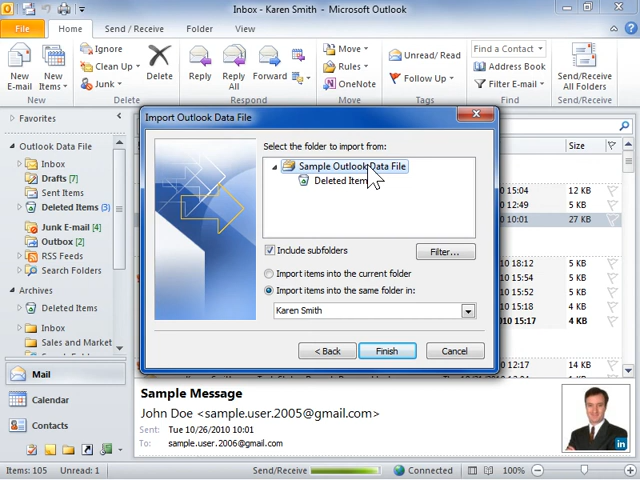 Inbox - Karen Smith - Microsoft Outlook
File
Home
Send / Receive
Folder
View
New E-mail
New Items
New
Ignore
Clean Up
Junk
Delete
Delete
Reply
Reply All
Forward
Respond
Move
Rules
OneNote
Move
Unread/ Read
Follow Up
Tags
Find a Contact
Address Book
Filter E-mail
Find
Send/Receive All Folders
Send/Receive
Favorites
Outlook Data File
Inbox
Drafts [7]
Sent Items
Deleted Items (3)
Junk E-mail [4]
Outbox [2]
RSS Feeds
Search Folders
Archives
Deleted Items
Inbox
Sales and Market
Mail
Calendar
Contacts
Import Outlook Data File
Select the folder to import from:
Sample Outlook Data File
Deleted Item
Include subfolders
Filter...
Import items into the current folder
Import items into the same folder in:
Karen Smith
< Back
Finish
Cancel
Size
15:04 12 KB
12:49 5 KB
10:01 27 KB
10 18:12 5 KB
10 15:54 5 KB
10 15:52 5 KB
10 15:18 4 KB
10 15:17 4 KB
10 12:17 14 KB
Sample Message
John Doe <sample.user.2005@gmail.com>
Sent: Tue 10/26/2010 10:01
To: sample.user.2006@gmail.com
in
Items: 105
Unread: 1
Send/Receive
Connected
100%